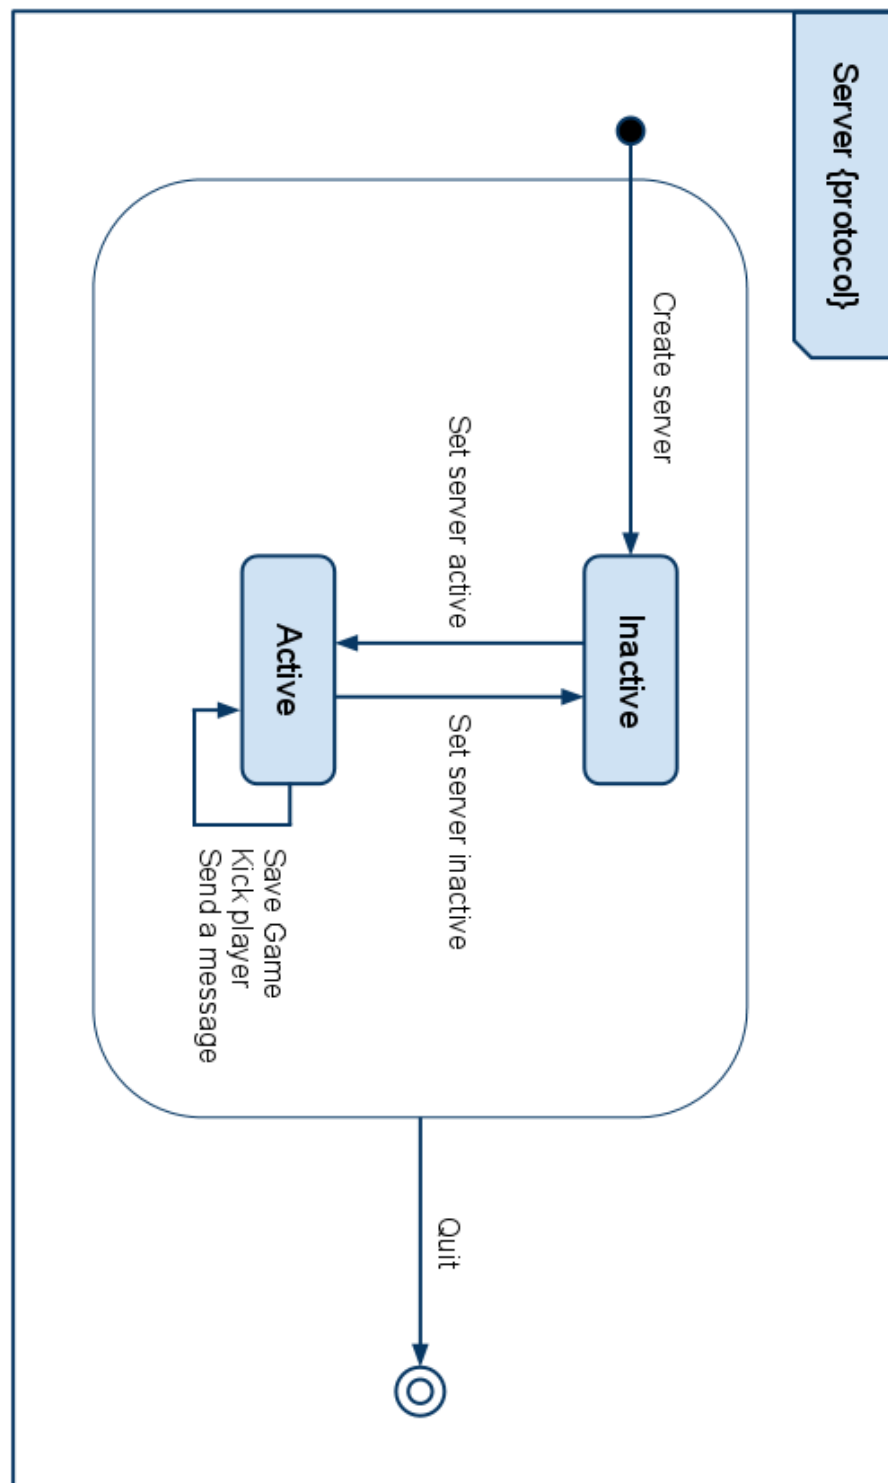 Server {protocol}
Create server
Inactive
Set server active
Set server inactive
Active
Save Game
Kick player
Send a message
Quit